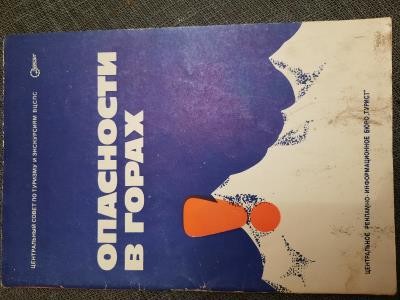 ЦЕНТРАЛЬНЫЙ СОВЕТ ПО ТУРИЗМУ И ЭКСКУРСИЯМ ВЦСПС
ОПАСНОСТИ
В ГОРАХ
ЦЕНТРАЛЬНОЕ РЕКЛАМНО-ИНФОРМАЦИОННОЕ БЮРО „ТУРИСТ"